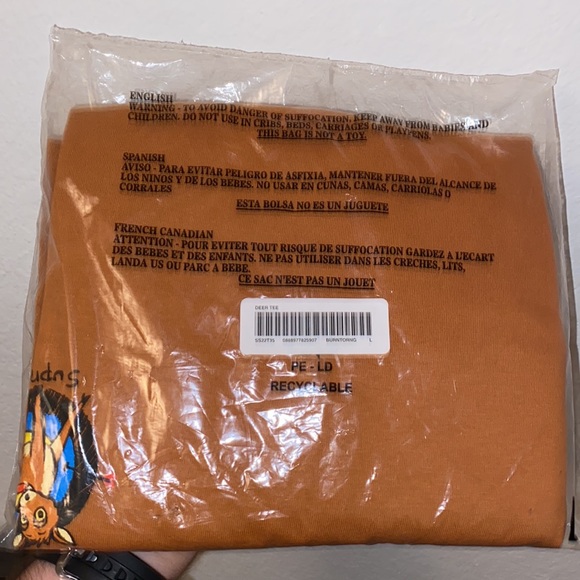 ENGLISH
WARNING - TO AVOID DANGER OF SUFFOCATION, KEEP AWAY FROM BABIES AND
CHILDREN. DO NOT USE IN CRIBS, BEDS, CARRIAGES OR PLAYPENS.
THIS BAG IS NOT A TOY.
SPANISH
AVISO - PARA EVITAR PELIGRO DE ASFIXIA, MANTENER FUERA DEL ALCANCE DE
LOS NINOS Y DE LOS BEBES. NO USAR EN CUNAS, CAMAS, CARRIOLAS O
CORRALES
ESTA BOLSA NO ES UN JUGUETE
FRENCH CANADIAN
ATTENTION - POUR EVITER TOUT RISQUE DE SUFFOCATION GARDEZ A L'ECART
DES BEBES ET DES ENFANTS. NE PAS UTILISER DANS LES CRECHES, LITS,
LANDA US OU PARC A BEBE.
CE SAC N'EST PAS UN JOUET
DEER TEE
BURNTORNG L
PE - LD
RECYCLABLE